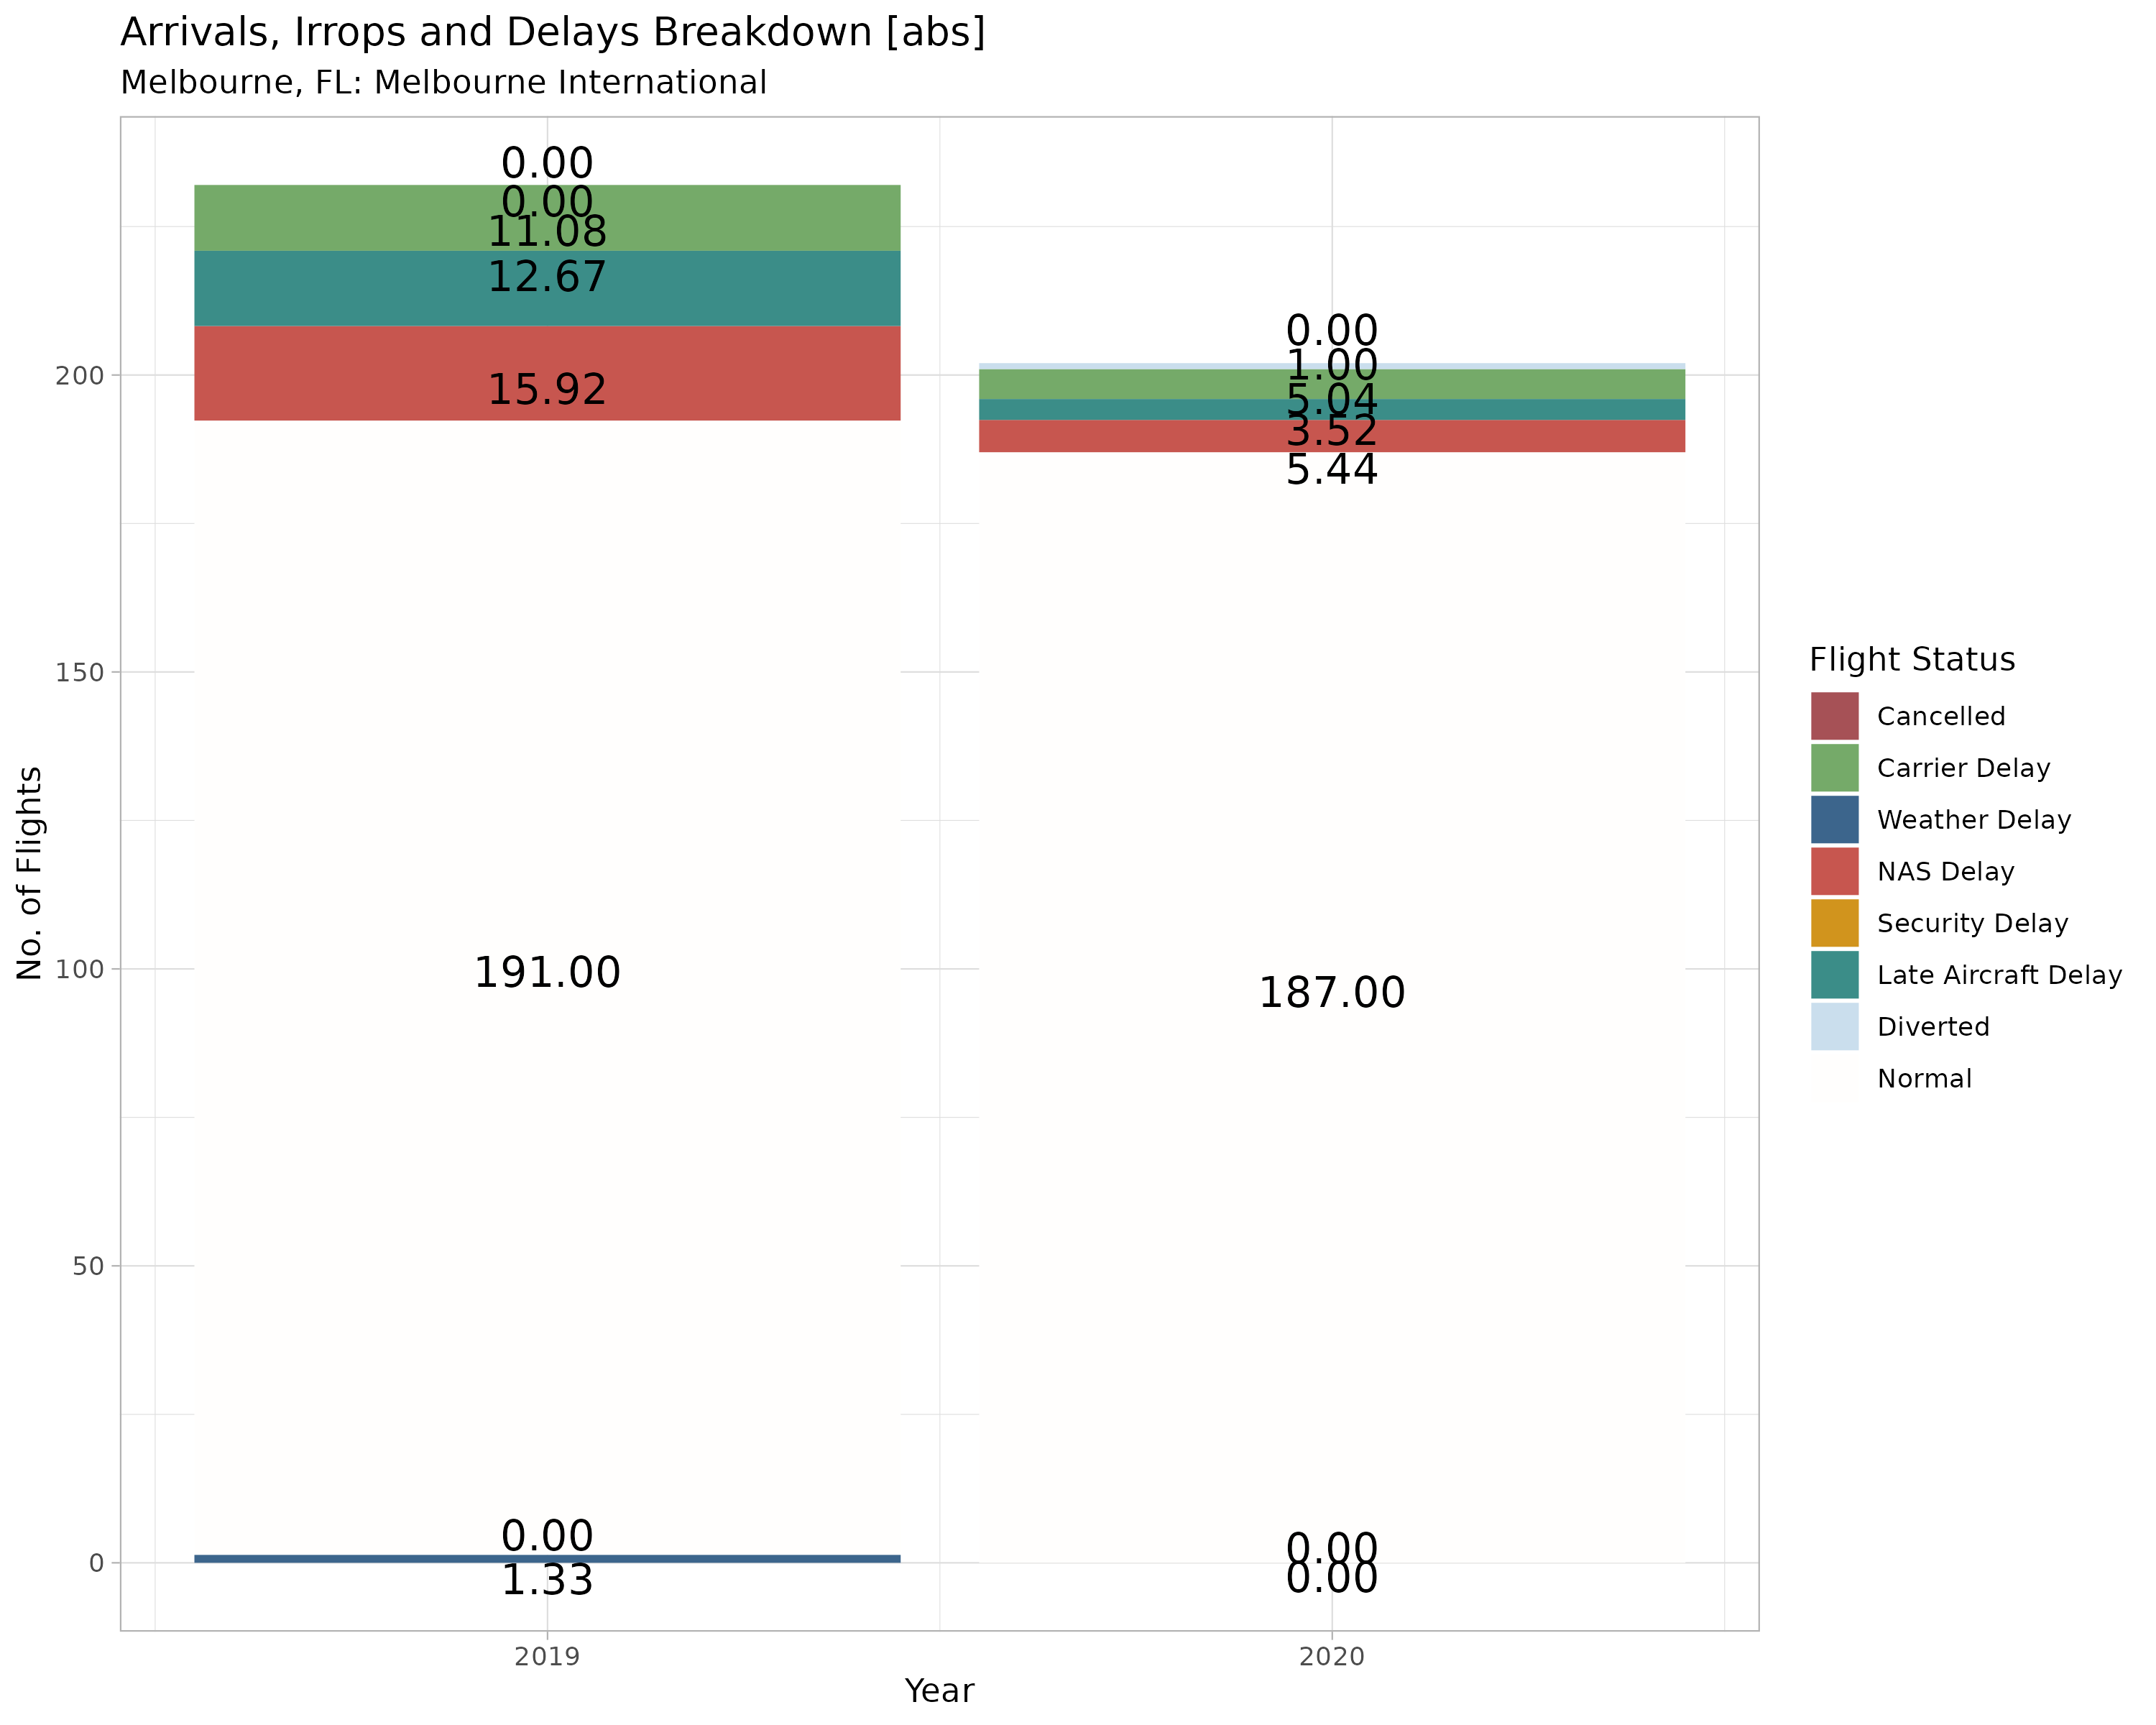 Arrivals, Irrops and Delays Breakdown [abs]
Melbourne, FL: Melbourne International
No. of Flights
200
150
100
50
0
0.00
0.00
11.08
12.67
15.92
191.00
0.00
1.33
0.00
1.00
5.04
3.52
5.44
187.00
0.00
0.00
2019
2020
Year
Flight Status
Cancelled
Carrier Delay
Weather Delay
NAS Delay
Security Delay
Late Aircraft Delay
Diverted
Normal